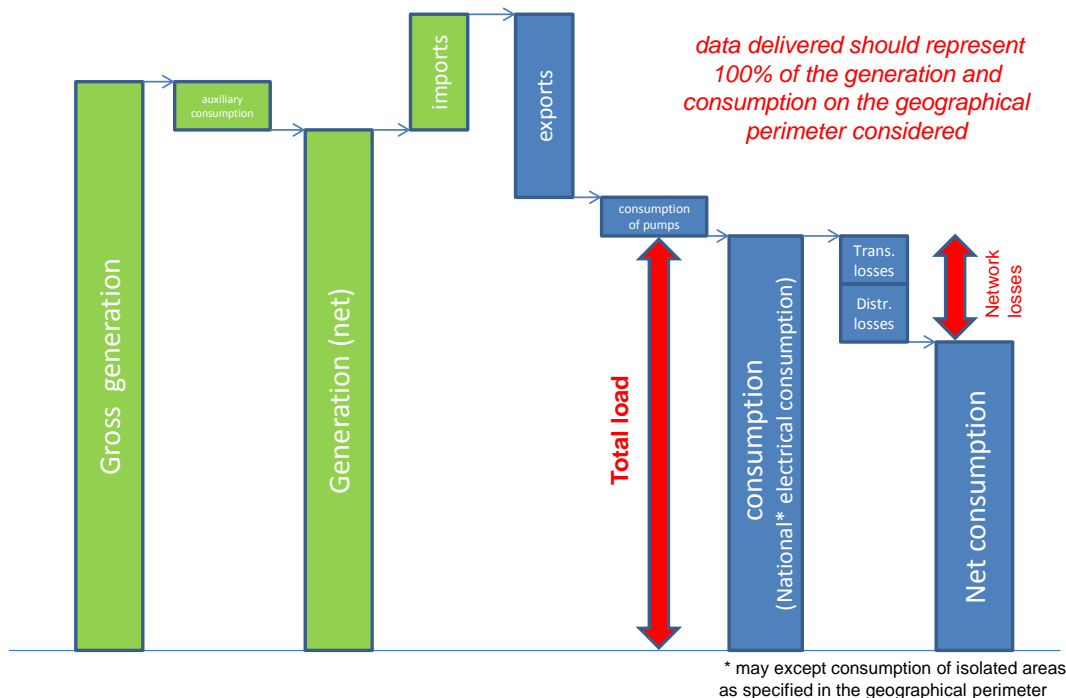 data delivered should represent
100% of the generation and
consumption on the geographical
perimeter considered
Gross generation
auxiliary
consumption
Generation (net)
imports
exports
consumption
of pumps
Total load
consumption
(National* electrical consumption)
Trans.
losses
Distr.
losses
Network
losses
Net consumption
* may except consumption of isolated areas
as specified in the geographical perimeter